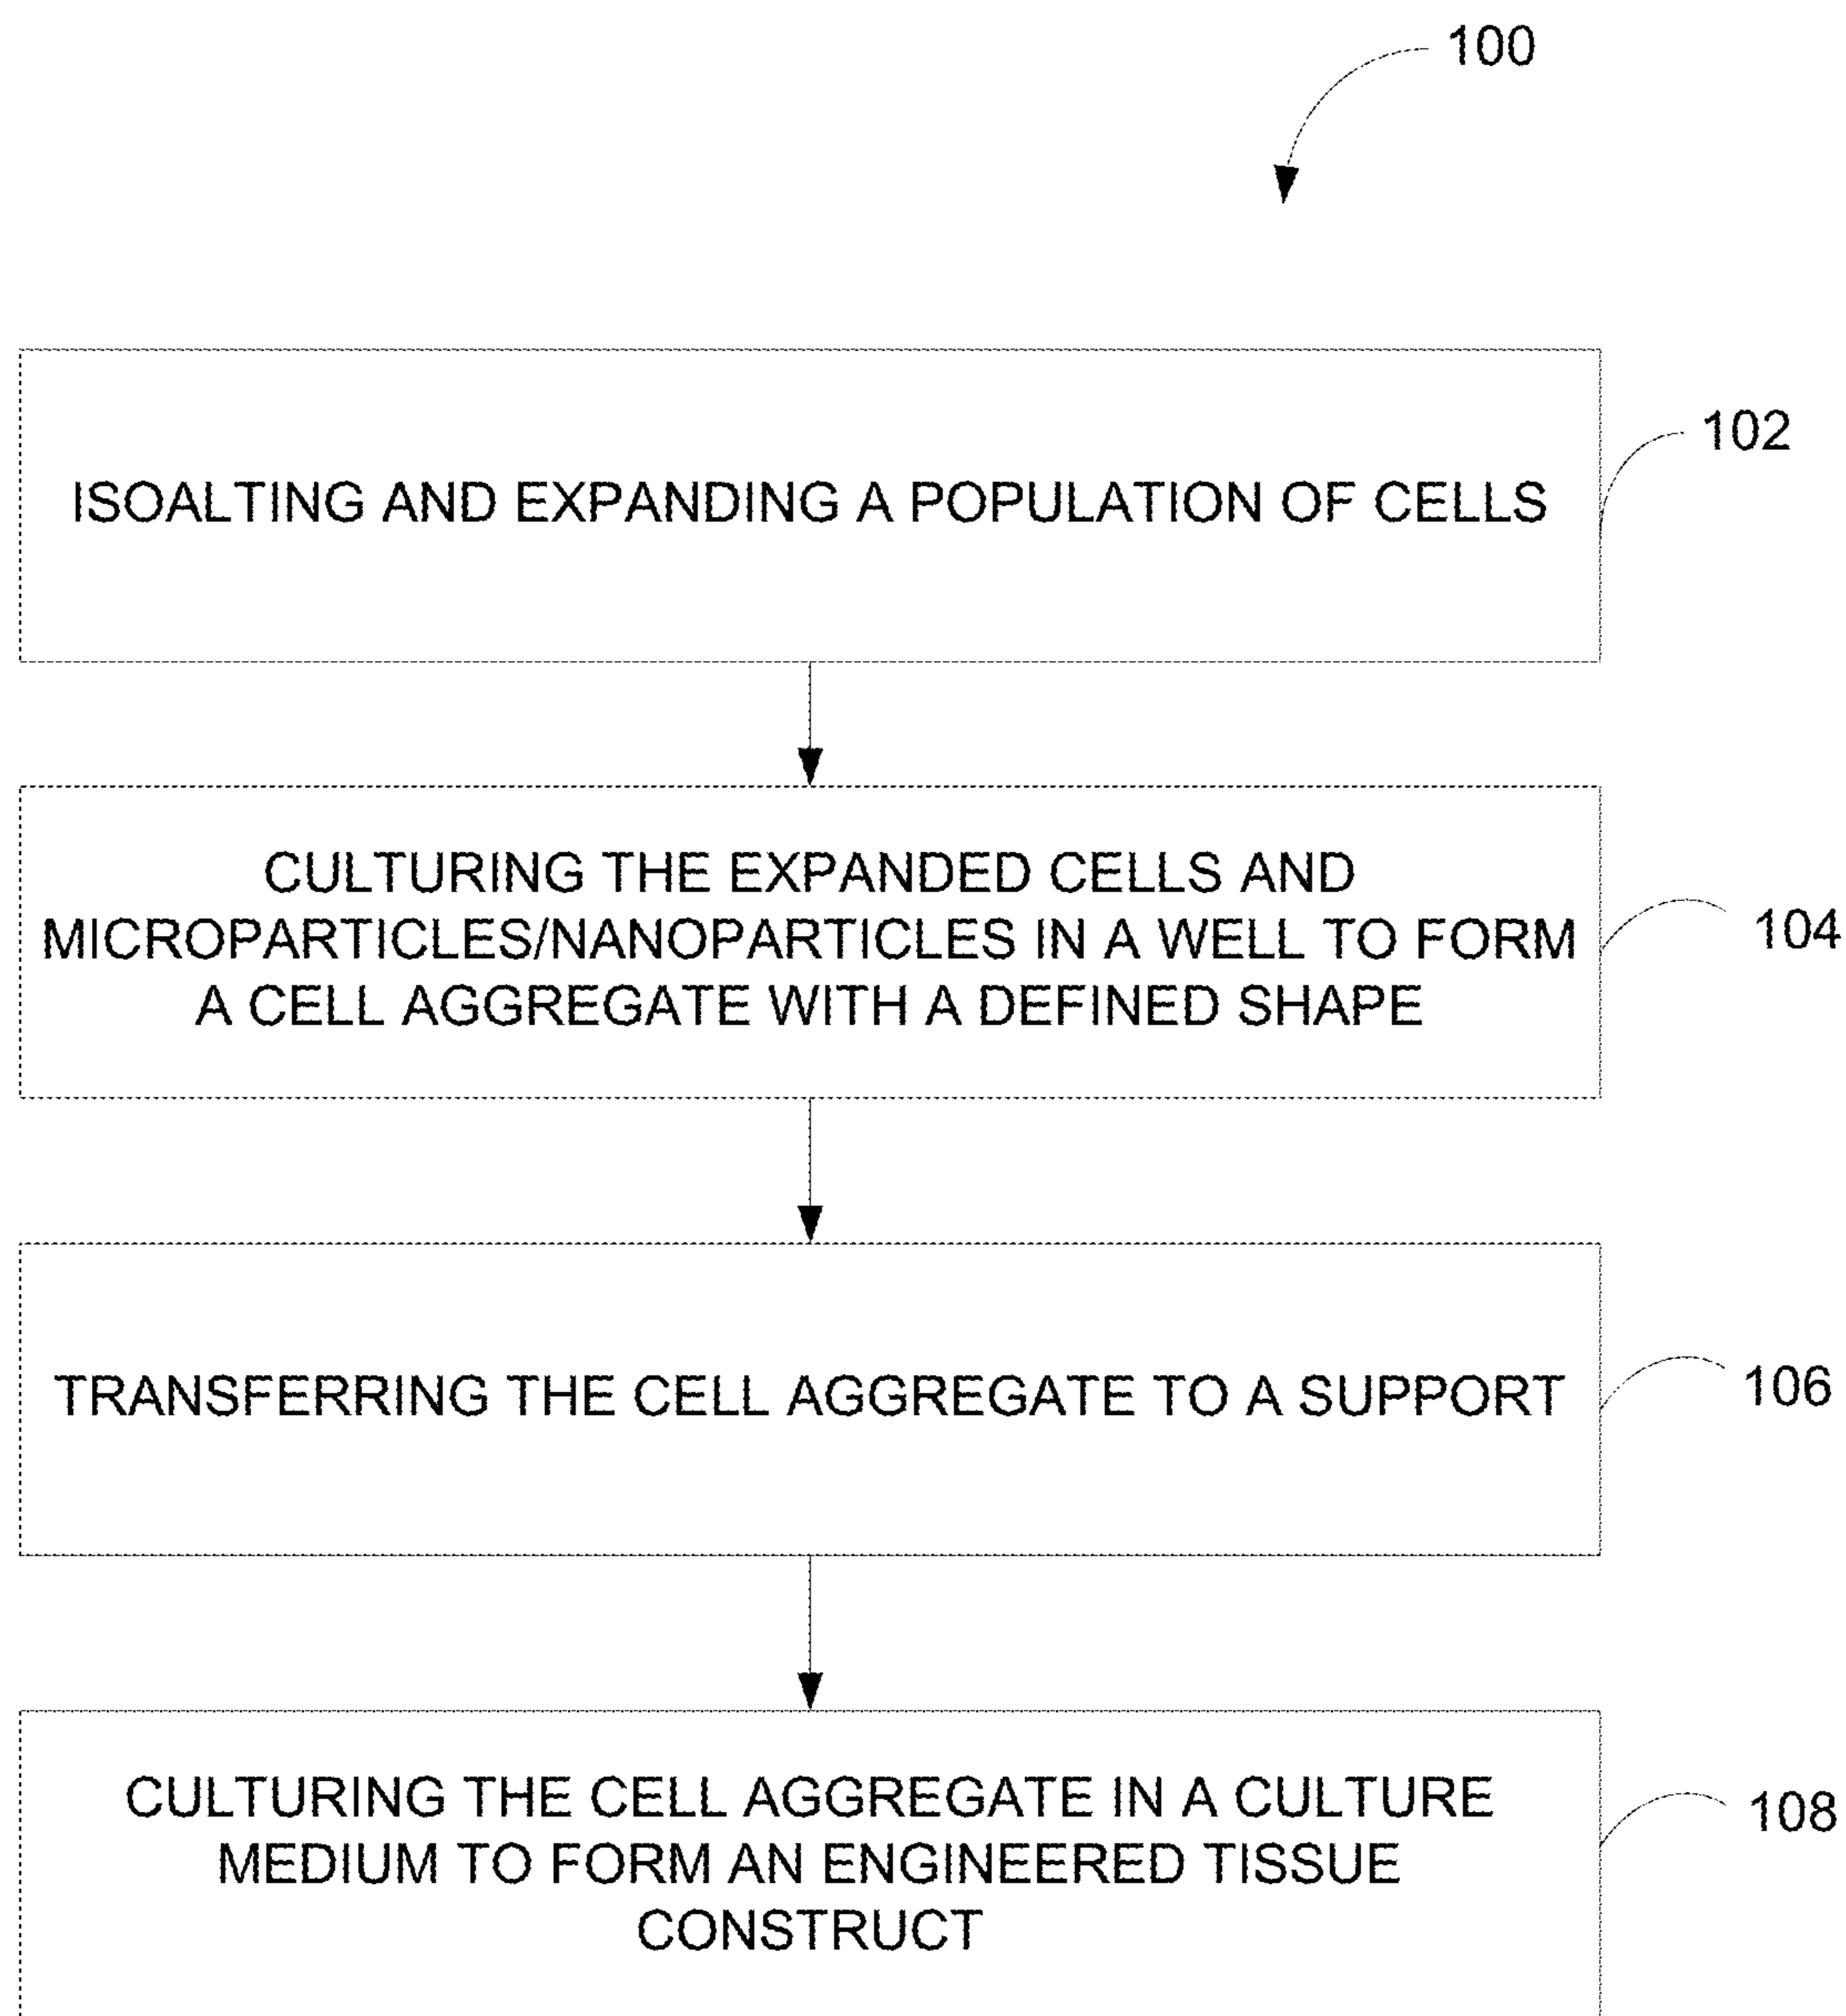 100
ISOALTING AND EXPANDING A POPULATION OF CELLS
102
CULTURING THE EXPANDED CELLS AND
MICROPARTICLES/NANOPARTICLES IN A WELL TO FORM
A CELL AGGREGATE WITH A DEFINED SHAPE
104
TRANSFERRING THE CELL AGGREGATE TO A SUPPORT
106
CULTURING THE CELL AGGREGATE IN A CULTURE
MEDIUM TO FORM AN ENGINEERED TISSUE
CONSTRUCT
108